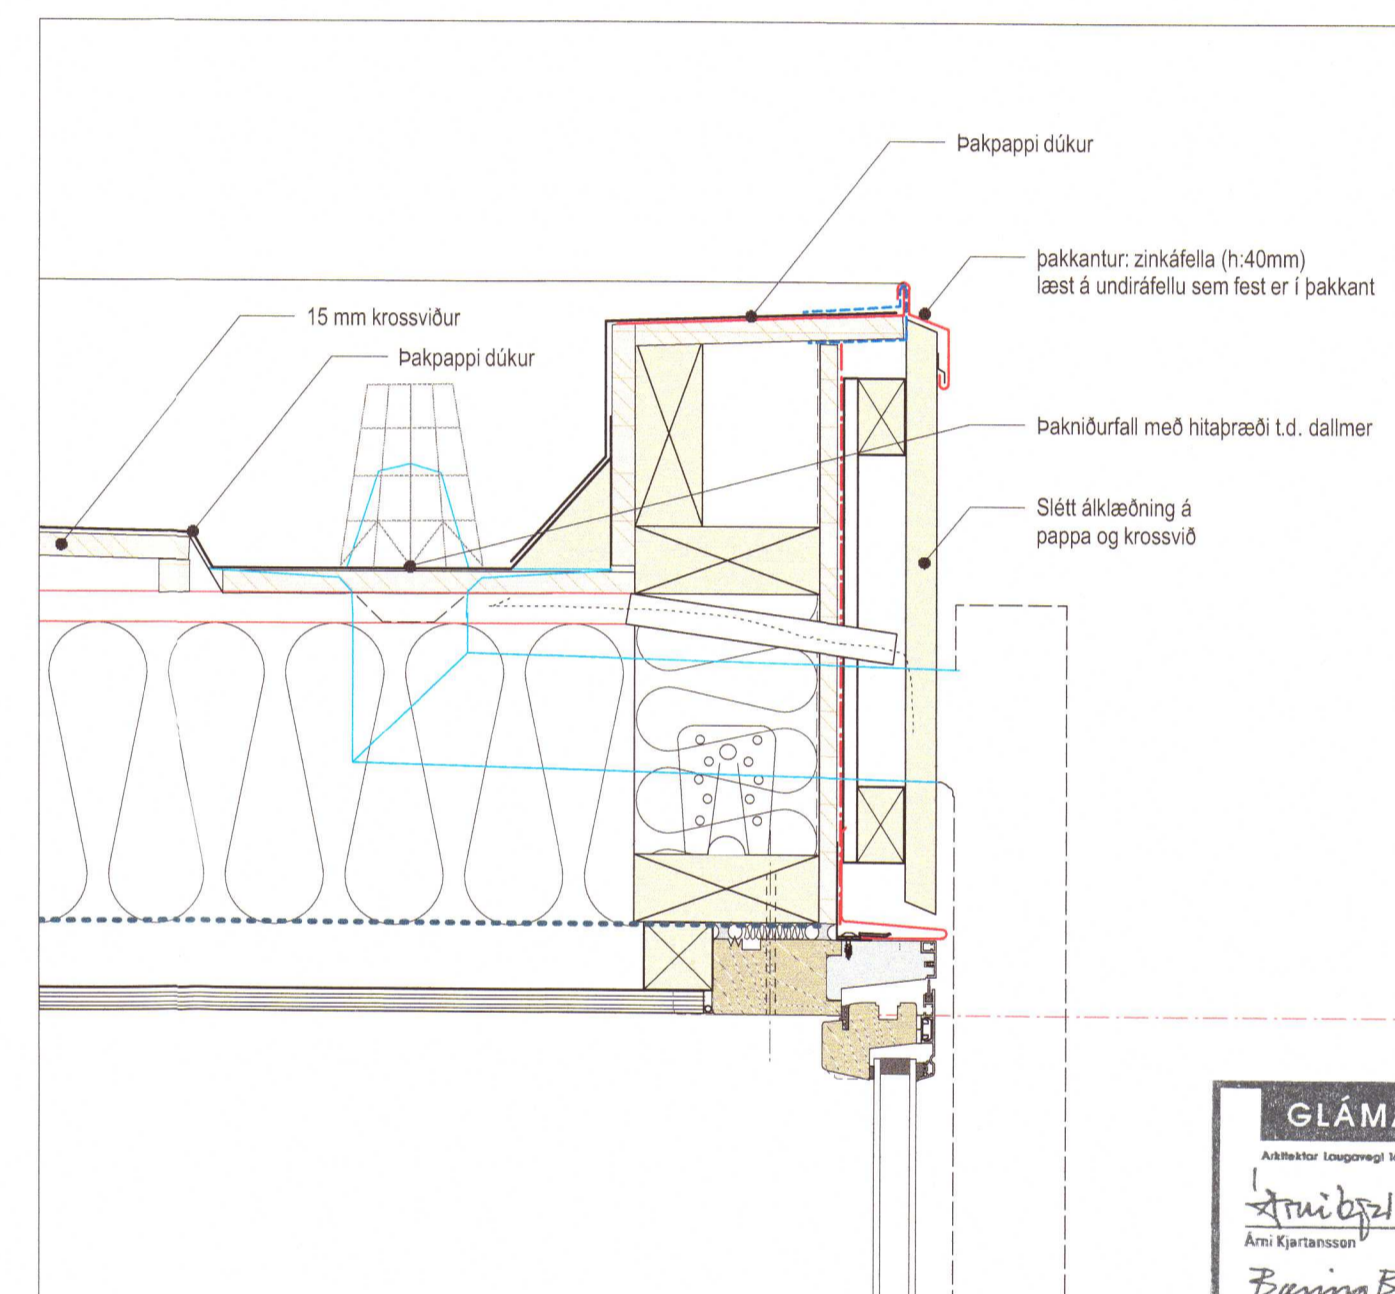 Þakpappi dúkur
þakkantur: zinkáfella (h:40mm)
læst á undiráfellu sem fest er í þakkant
15 mm krossviður
Þakpappi dúkur
Þakniðurfall með hitaþræði t.d. dallmer
Slétt álklæðning á
pappa og krossvið
GLÁMA
Arkitektar Laugavegi
Árni Kjartansson